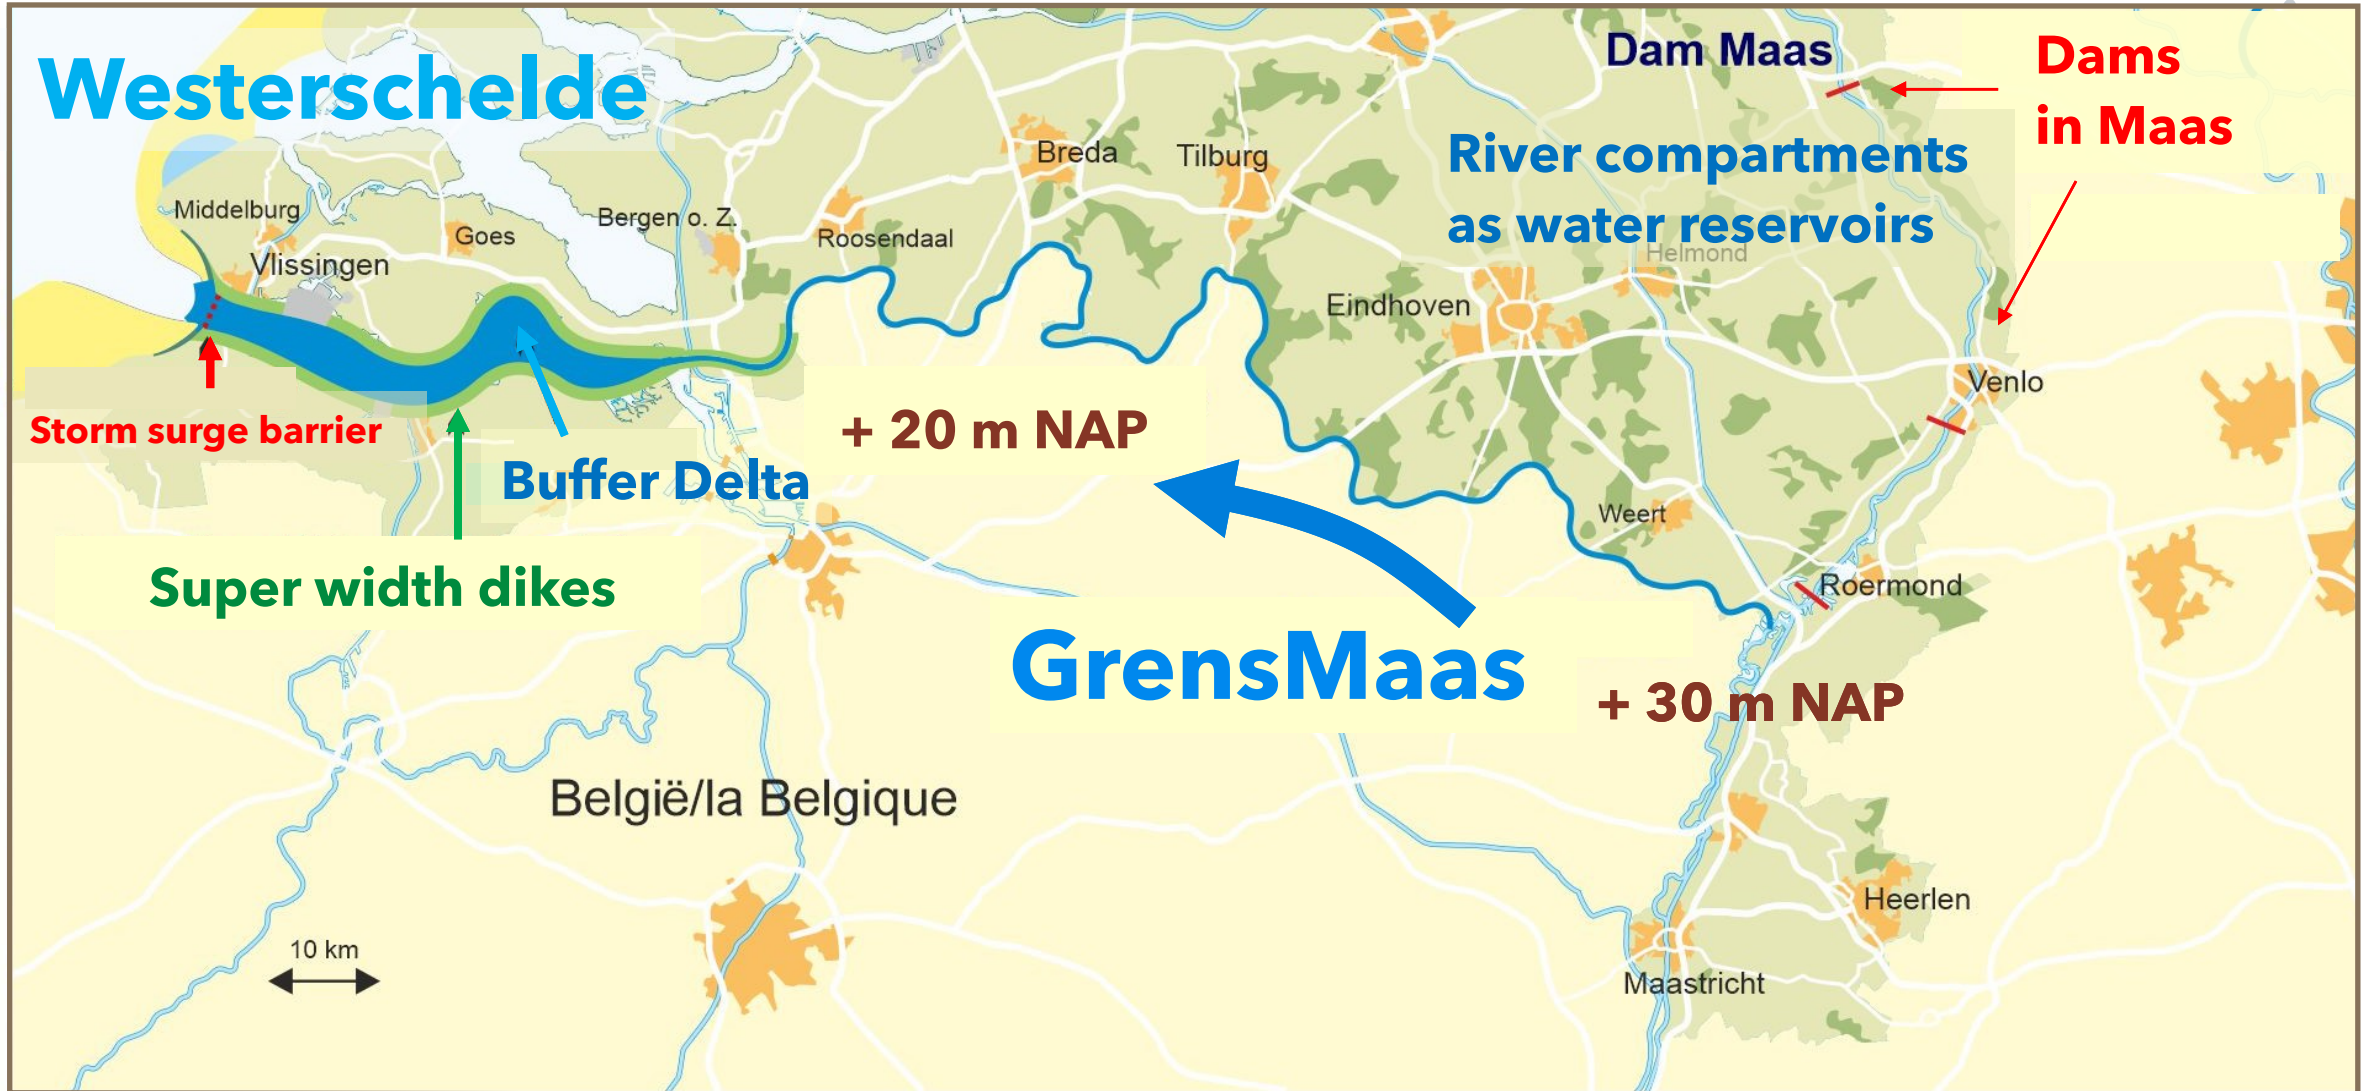 Westerschelde
Dam Maas
Dams
in Maas
River compartments
as water reservoirs
Breda
Tilburg
Middelburg
Goes
Bergen o. Z.
Roosendaal
Helmond
Vlissingen
Eindhoven
Venlo
Storm surge barrier
+ 20 m NAP
Buffer Delta
Weert
Super width dikes
Roermond
GrensMaas
+ 30 m NAP
België/la Belgique
Heerlen
10 km
Maastricht